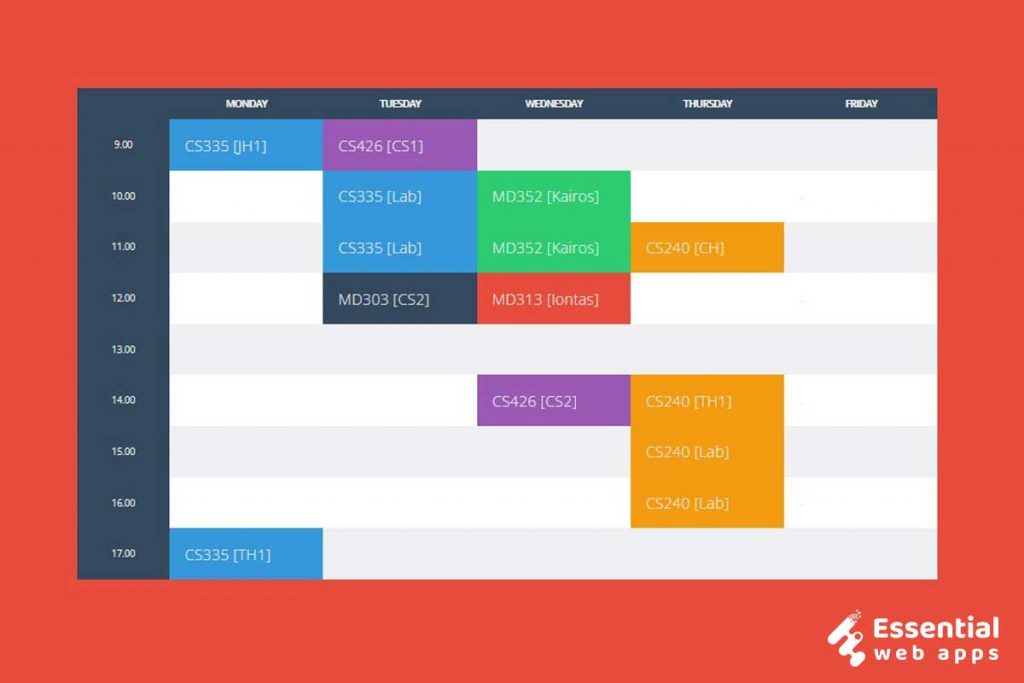 MONDAY TUESDAY WEDNESDAY THURSDAY FRIDAY
9.00 CS335 [JH1] CS426 [CS1]
10.00 CS335 [Lab] MD352 [Kairos]
11.00 CS335 [Lab] MD352 [Kairos] CS240 [CH]
12.00 MD303 [CS2] MD313 [Iontas]
13.00
14.00 CS426 [CS2] CS240 [TH1]
15.00 CS240 [Lab]
16.00 CS240 [Lab]
17.00 CS335 [TH1]
Essential
web apps